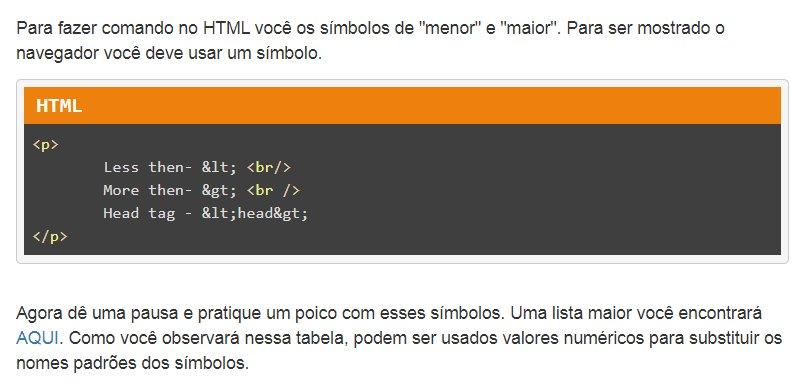 Para fazer comando no HTML você os símbolos de "menor" e "maior". Para ser mostrado o
navegador você deve usar um símbolo.
HTML
<p>
Less then- &lt; <br/>
More then- &gt; <br />
Head tag - &lt;head&gt;
</p>
Agora dê uma pausa e pratique um poico com esses símbolos. Uma lista maior você encontrará
AQUI. Como você observará nessa tabela, podem ser usados valores numéricos para substituir os
nomes padrões dos símbolos.